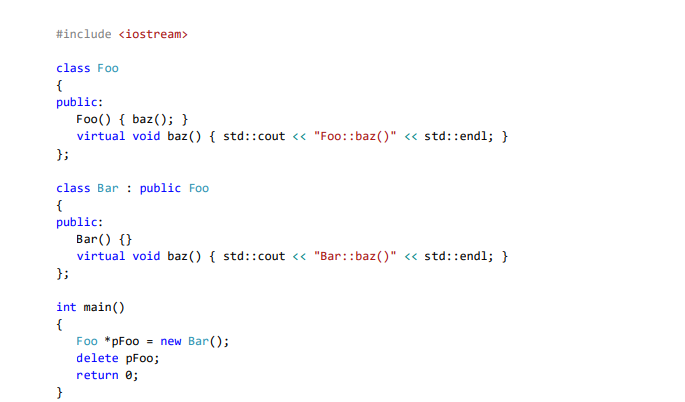 #include <iostream>
class Foo
{
public:
Foo() { baz(); }
virtual void baz() { std::cout << "Foo::baz()" << std::endl; }
};
class Bar : public Foo
{
public:
Bar() {}
virtual void baz() { std::cout << "Bar::baz()" << std::endl; }
};
int main()
{
Foo *pFoo = new Bar();
delete pFoo;
return 0;
}